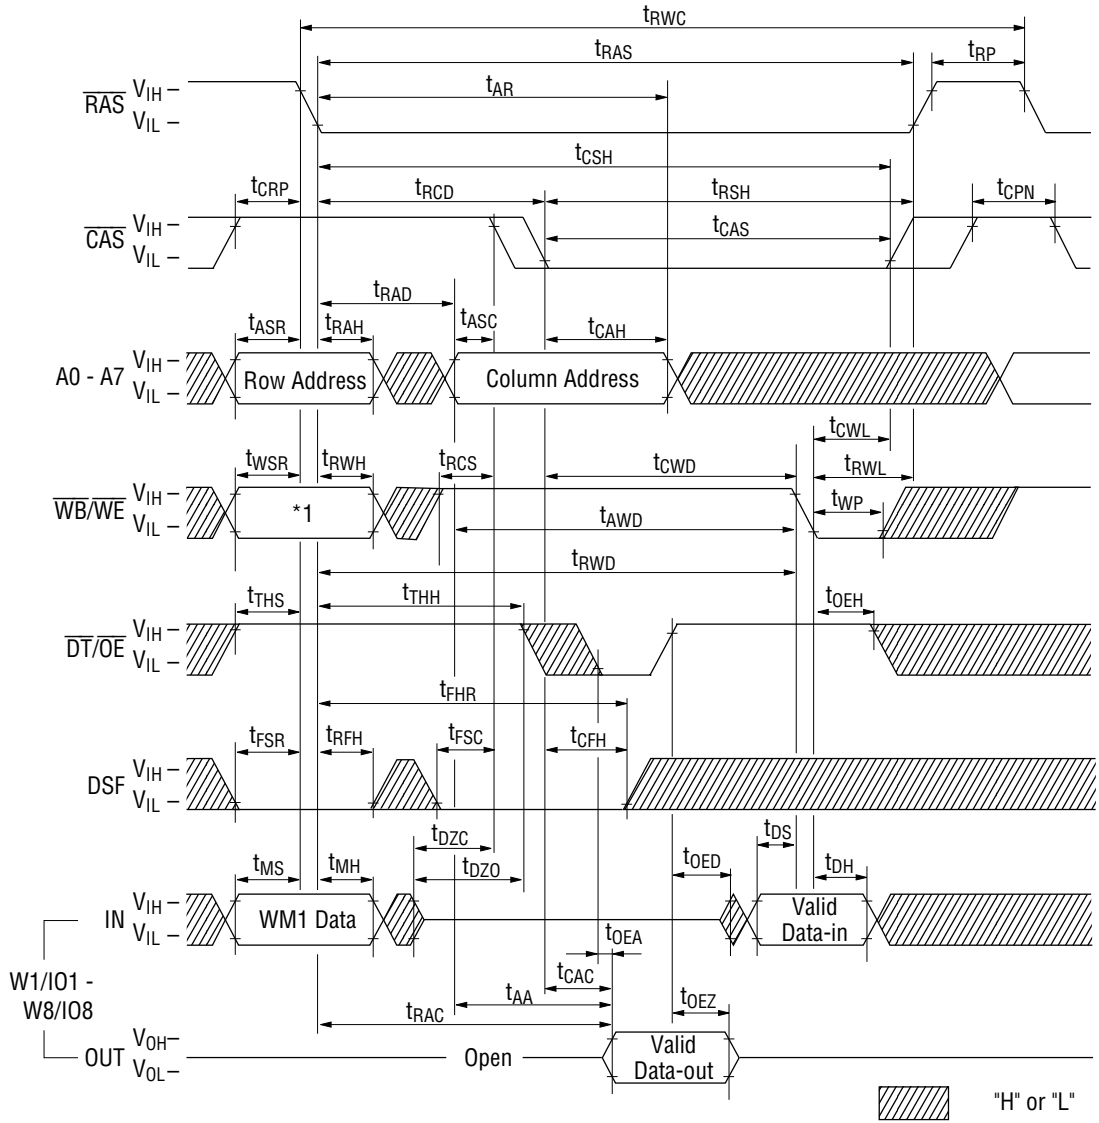 tRWC
tRAS
tRP
tAR
RAS VIH
VIL
tCSH
tCRP
tRCD
tRSH
tCPN
CAS VIH
VIL
tCAS
tRAD
tASR
tRAH
tASC
tCAH
A0 - A7 VIH
VIL
Row Address
Column Address
tCWL
tWSR
tRWH
tRCS
tCWD
tRWL
WB/WE VIH
VIL
*1
tWP
tAWD
tRWD
tTHS
tTHH
tOEH
DT/OE VIH
VIL
tFHR
tFSR
tRFH
tFSC
tCFH
DSF VIH
VIL
tDZC
tDS
tMS
tMH
tDZO
tOED
tDH
IN VIH
VIL
WM1 Data
Valid
Data-in
tOEA
W1/IO1 -
W8/IO8
tCAC
tAA
tOEZ
tRAC
OUT VOH
VOL
Open
Valid
Data-out
"H" or "L"